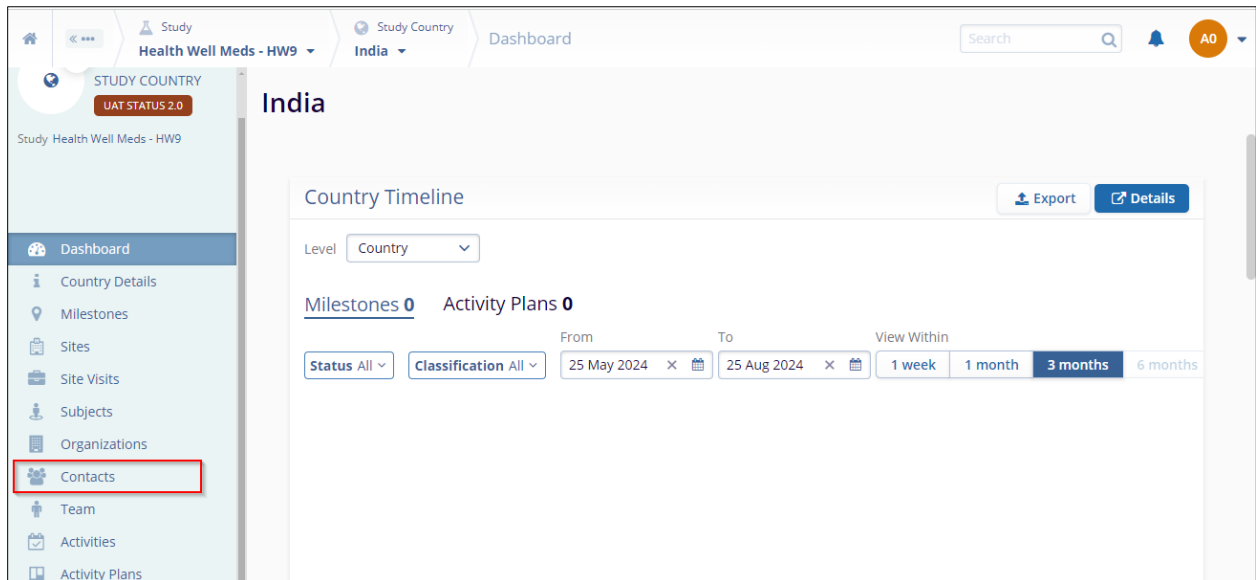 Study
Health Well Meds - HW9
Study Country
India
Dashboard
Search
A0
STUDY COUNTRY
UAT STATUS 2.0
Study Health Well Meds - HW9
Dashboard
Country Details
Milestones
Sites
Site Visits
Subjects
Organizations
Contacts
Team
Activities
Activity Plans
India
Country Timeline
Export
Details
Level Country
Milestones 0 Activity Plans 0
From To View Within
Status All Classification All 25 May 2024 25 Aug 2024 1 week 1 month 3 months 6 months